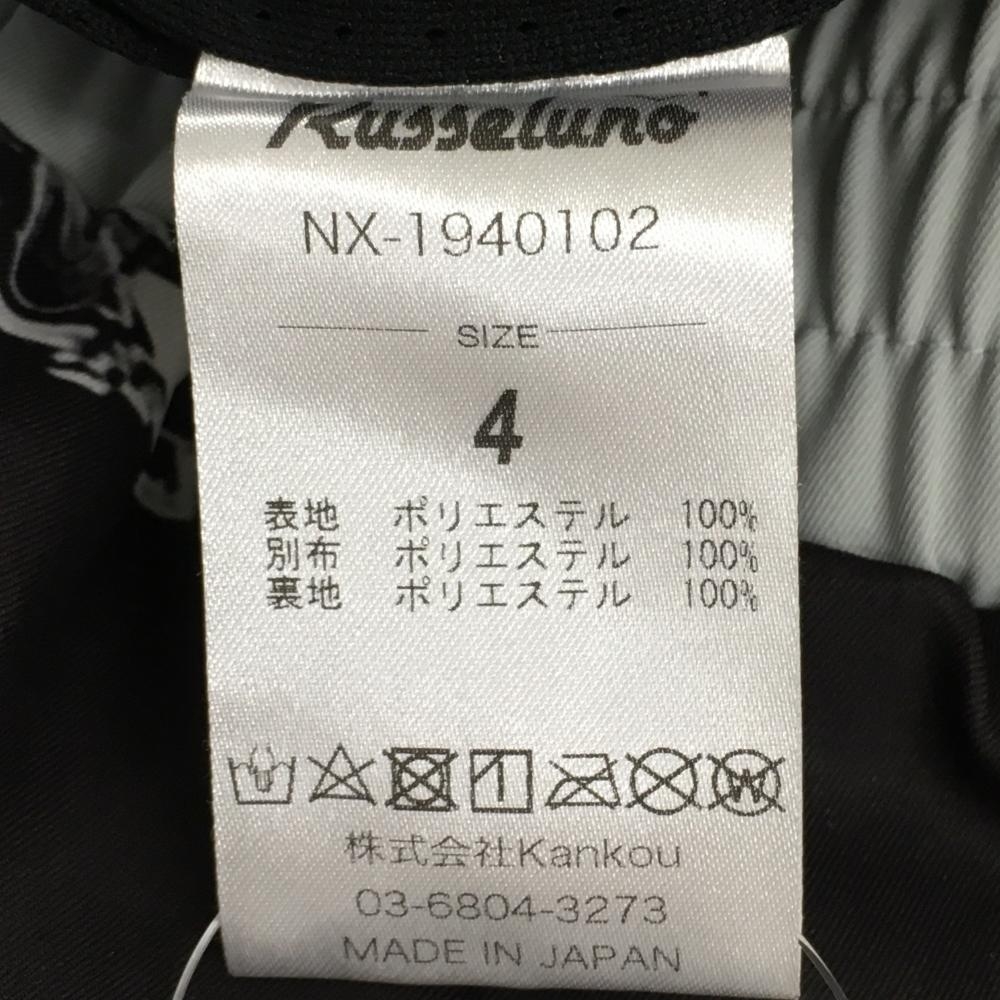 Russeluno
NX-1940102
SIZE
4
表地 ポリエステル 100%
別布 ポリエステル 100%
裏地 ポリエステル 100%
株式会社Kankou
03-6804-3273
MADE IN JAPAN